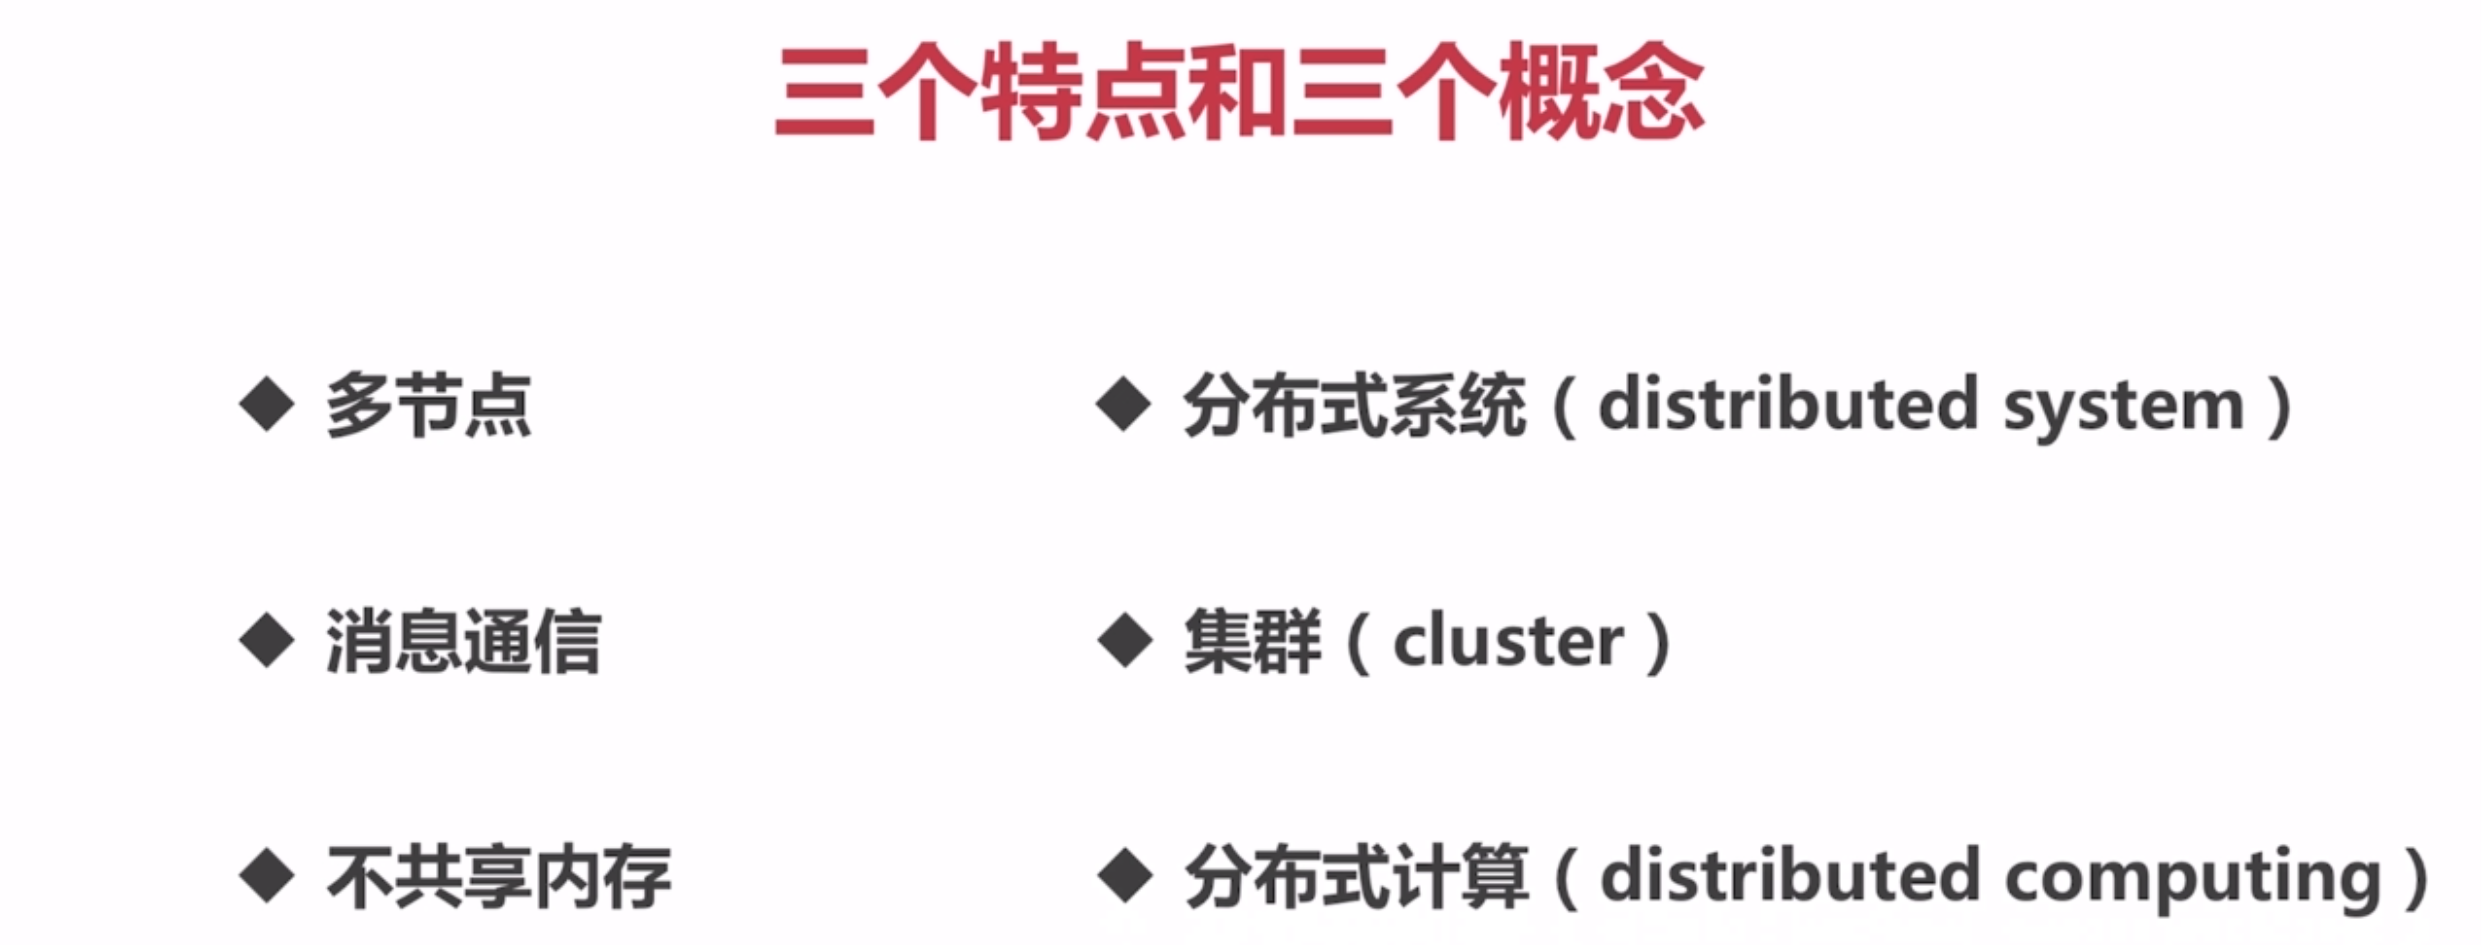 三个特点和三个概念
◆ 多节点
◆ 消息通信
◆ 不共享内存
◆ 分布式系统（distributed system）
◆ 集群（cluster）
◆ 分布式计算（distributed computing）